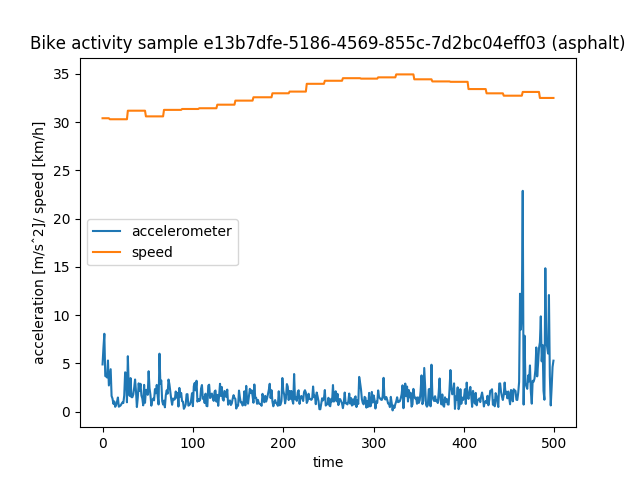 Bike activity sample e13b7dfe-5186-4569-855c-7d2bc04eff03 (asphalt)
acceleration [m/s^2]/ speed [km/h]
35
30
25
20
15
10
5
0
accelerometer
speed
0 100 200 300 400 500
time